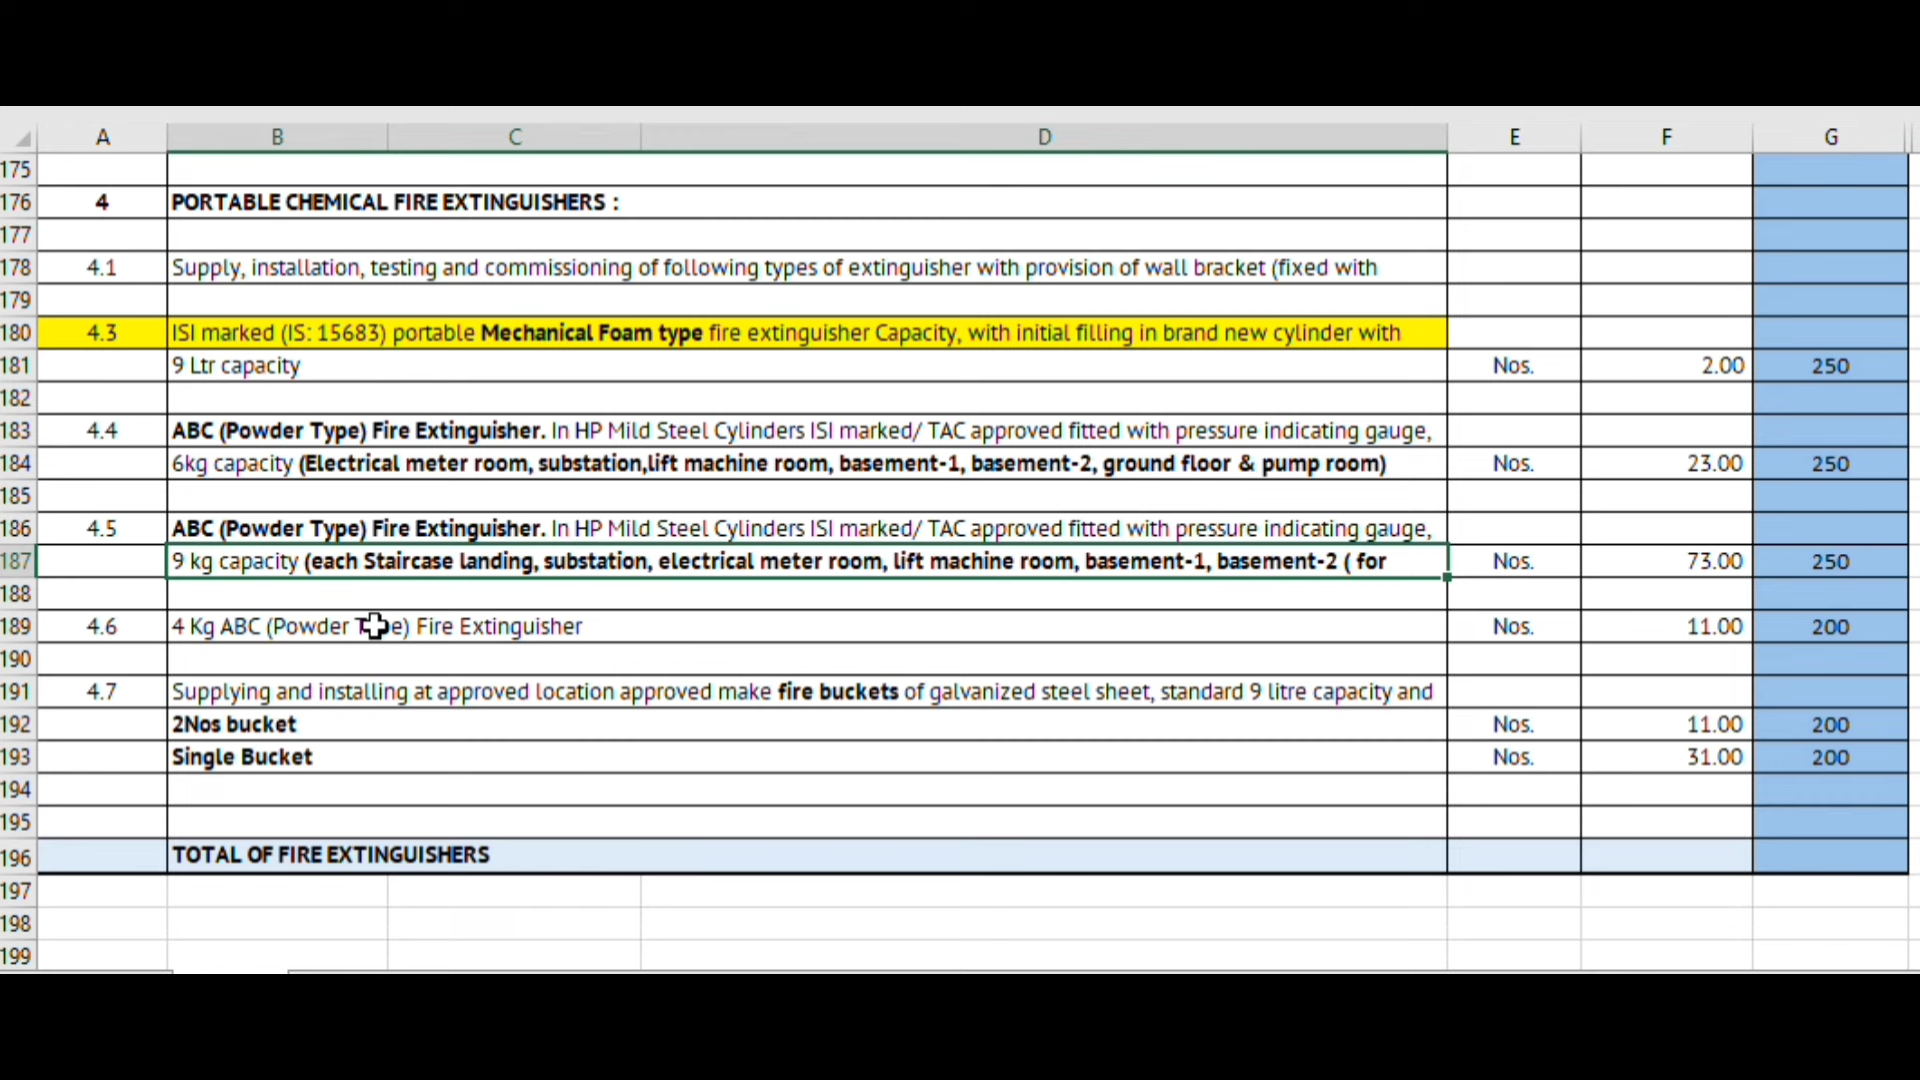 A B C D E F G
175
176 4 PORTABLE CHEMICAL FIRE EXTINGUISHERS :
177
178 4.1 Supply, installation, testing and commissioning of following types of extinguisher with provision of wall bracket (fixed with
179
180 4.3 ISI marked (IS: 15683) portable Mechanical Foam type fire extinguisher Capacity, with initial filling in brand new cylinder with
181 9 Ltr capacity Nos. 2.00 250
182
183 4.4 ABC (Powder Type) Fire Extinguisher. In HP Mild Steel Cylinders ISI marked/ TAC approved fitted with pressure indicating gauge,
184 6kg capacity (Electrical meter room, substation,lift machine room, basement-1, basement-2, ground floor & pump room) Nos. 23.00 250
185
186 4.5 ABC (Powder Type) Fire Extinguisher. In HP Mild Steel Cylinders ISI marked/ TAC approved fitted with pressure indicating gauge,
187 9 kg capacity (each Staircase landing, substation, electrical meter room, lift machine room, basement-1, basement-2 ( for Nos. 73.00 250
188
189 4.6 4 Kg ABC (Powder Type) Fire Extinguisher Nos. 11.00 200
190
191 4.7 Supplying and installing at approved location approved make fire buckets of galvanized steel sheet, standard 9 litre capacity and
192 2Nos bucket Nos. 11.00 200
193 Single Bucket Nos. 31.00 200
194
195
196 TOTAL OF FIRE EXTINGUISHERS
197
198
199